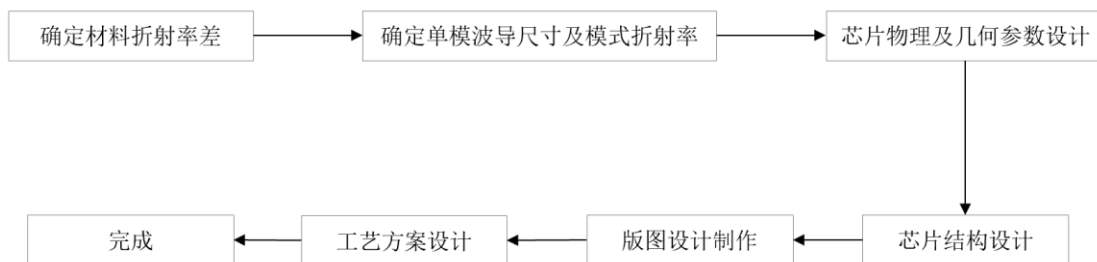 确定材料折射率差
确定单模波导尺寸及模式折射率
芯片物理及几何参数设计
芯片结构设计
版图设计制作
工艺方案设计
完成